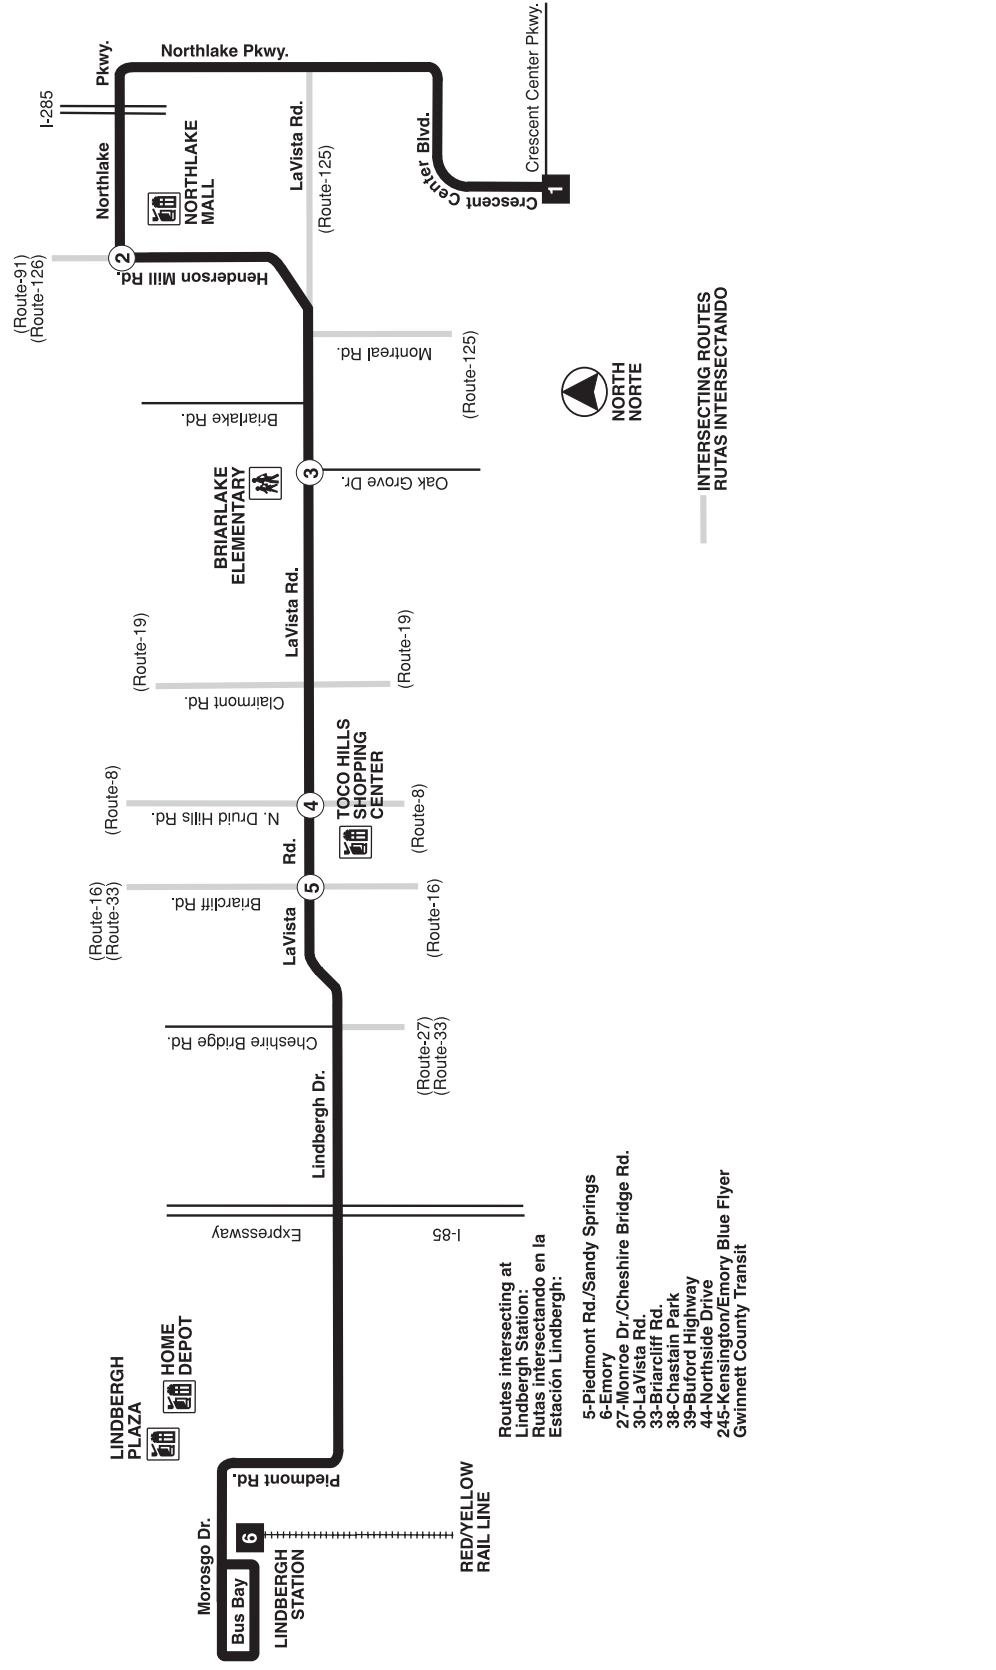 I-285
Northlake
Pkwy.
Northlake Pkwy.
NORTHLAKE
MALL
LaVista Rd.
(Route-125)
Crescent Center Blvd.
Crescent Center Pkwy.
1
(Route-91)
(Route-126)
2
Henderson Mill Rd.
Montreal Rd.
(Route-125)
Briarlake Rd.
BRIARLAKE
ELEMENTARY
3
Oak Grove Dr.
NORTH
NORTE
INTERSECTING ROUTES
RUTAS INTERSECTANDO
LaVista Rd.
(Route-19)
Clairmont Rd.
(Route-19)
(Route-8)
N. Druid Hills Rd.
4
TOCO HILLS
SHOPPING
CENTER
(Route-8)
Rd.
(Route-16)
(Route-33)
Briarcliff Rd.
5
(Route-16)
LaVista
Cheshire Bridge Rd.
(Route-27)
(Route-33)
Lindbergh Dr.
Expressway
I-85
LINDBERGH
PLAZA
HOME
DEPOT
Piedmont Rd.
Morosgo Dr.
6
Bus Bay
LINDBERGH
STATION
RED/YELLOW
RAIL LINE
Routes intersecting at
Lindbergh Station:
Rutas intersectando en la
Estación Lindbergh:
5-Piedmont Rd./Sandy Springs
6-Emory
27-Monroe Dr./Cheshire Bridge Rd.
30-LaVista Rd.
33-Briarcliff Rd.
38-Chastain Park
39-Buford Highway
44-Northside Drive
245-Kensington/Emory Blue Flyer
Gwinnett County Transit